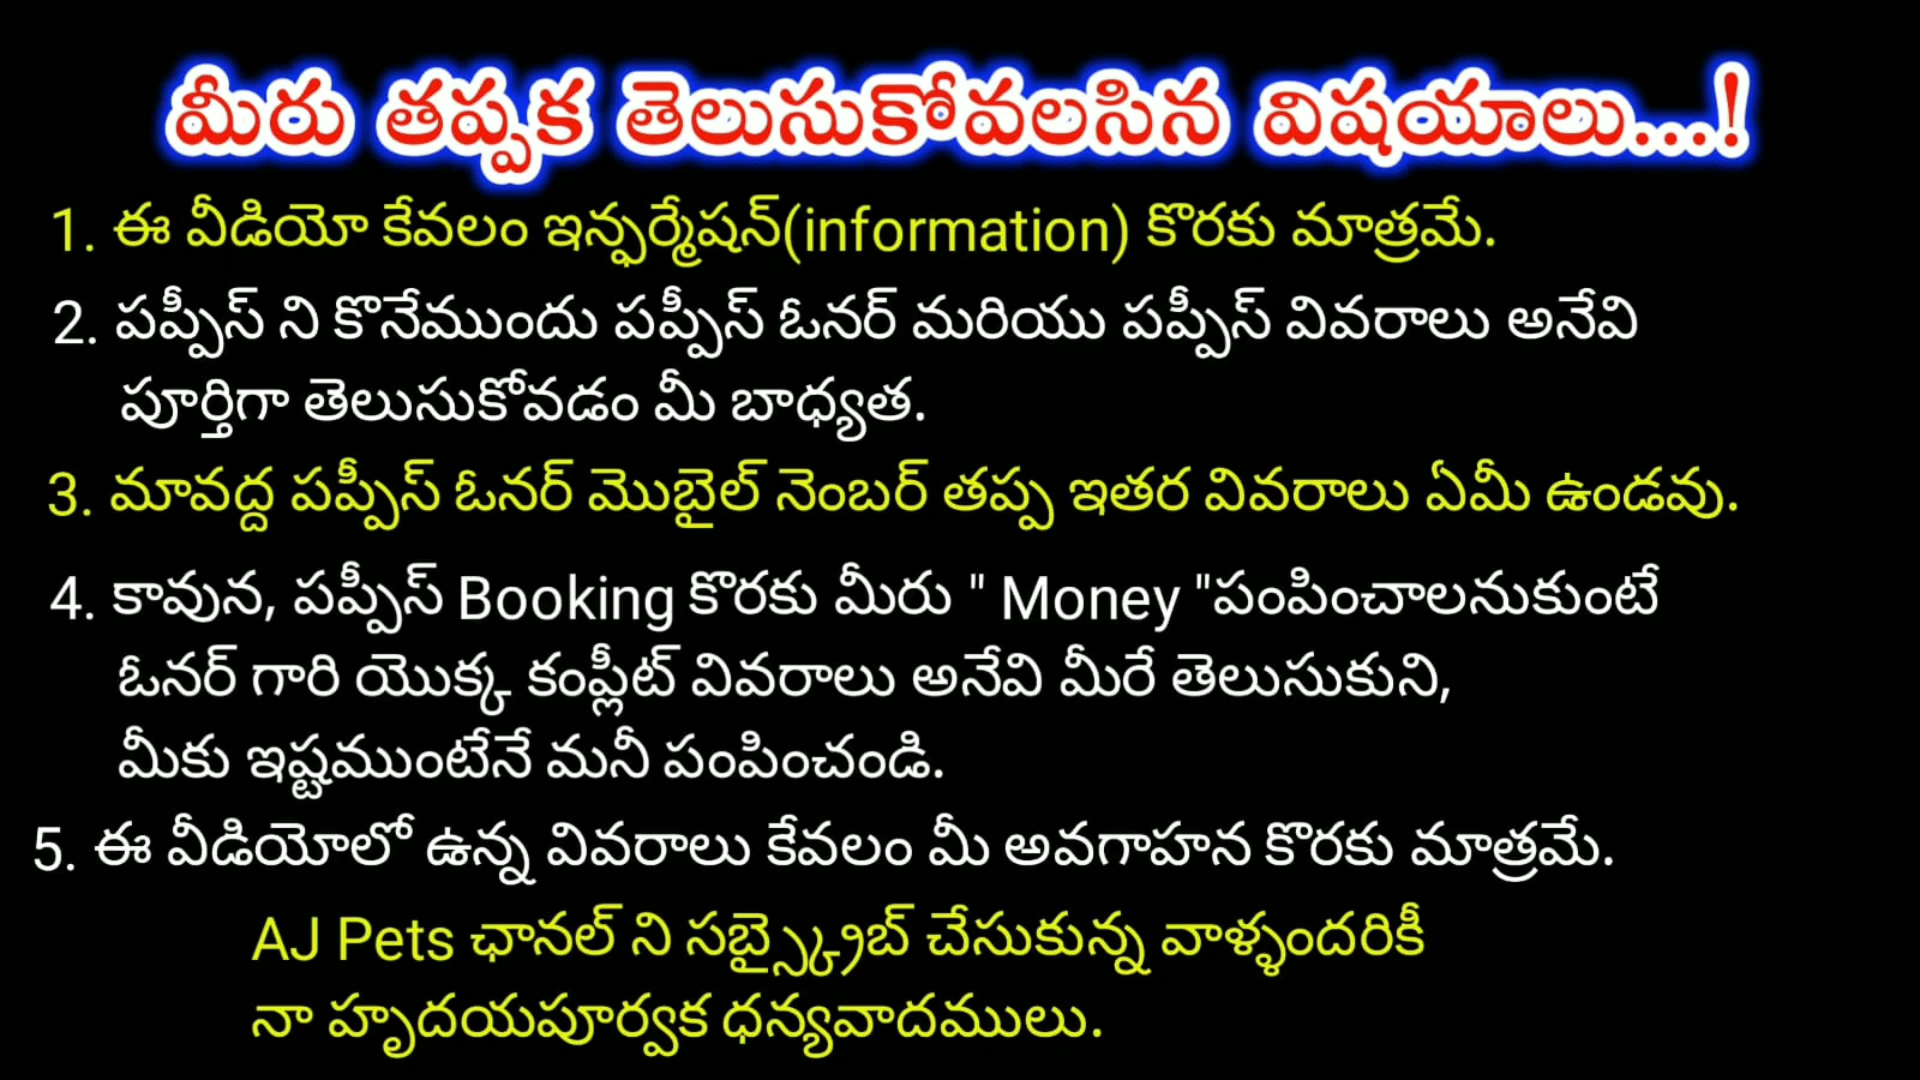 మీరు తప్పక తెలుసుకోవలసిన విషయాలు...!
1. ఈ వీడియో కేవలం ఇన్ఫర్మేషన్(information) కొరకు మాత్రమే.
2. పప్పీస్ ని కొనేముందు పప్పీస్ ఓనర్ మరియు పప్పీస్ వివరాలు అనేవి
పూర్తిగా తెలుసుకోవడం మీ బాధ్యత.
3. మావద్ద పప్పీస్ ఓనర్ మొబైల్ నెంబర్ తప్ప ఇతర వివరాలు ఏమీ ఉండవు.
4. కావున, పప్పీస్ Booking కొరకు మీరు " Money "పంపించాలనుకుంటే
ఓనర్ గారి యొక్క కంప్లీట్ వివరాలు అనేవి మీరే తెలుసుకుని,
మీకు ఇష్టముంటేనే మనీ పంపించండి.
5. ఈ వీడియోలో ఉన్న వివరాలు కేవలం మీ అవగాహన కొరకు మాత్రమే.
AJ Pets ఛానల్ ని సబ్స్క్రైబ్ చేసుకున్న వాళ్ళందరికీ
నా హృదయపూర్వక ధన్యవాదములు.